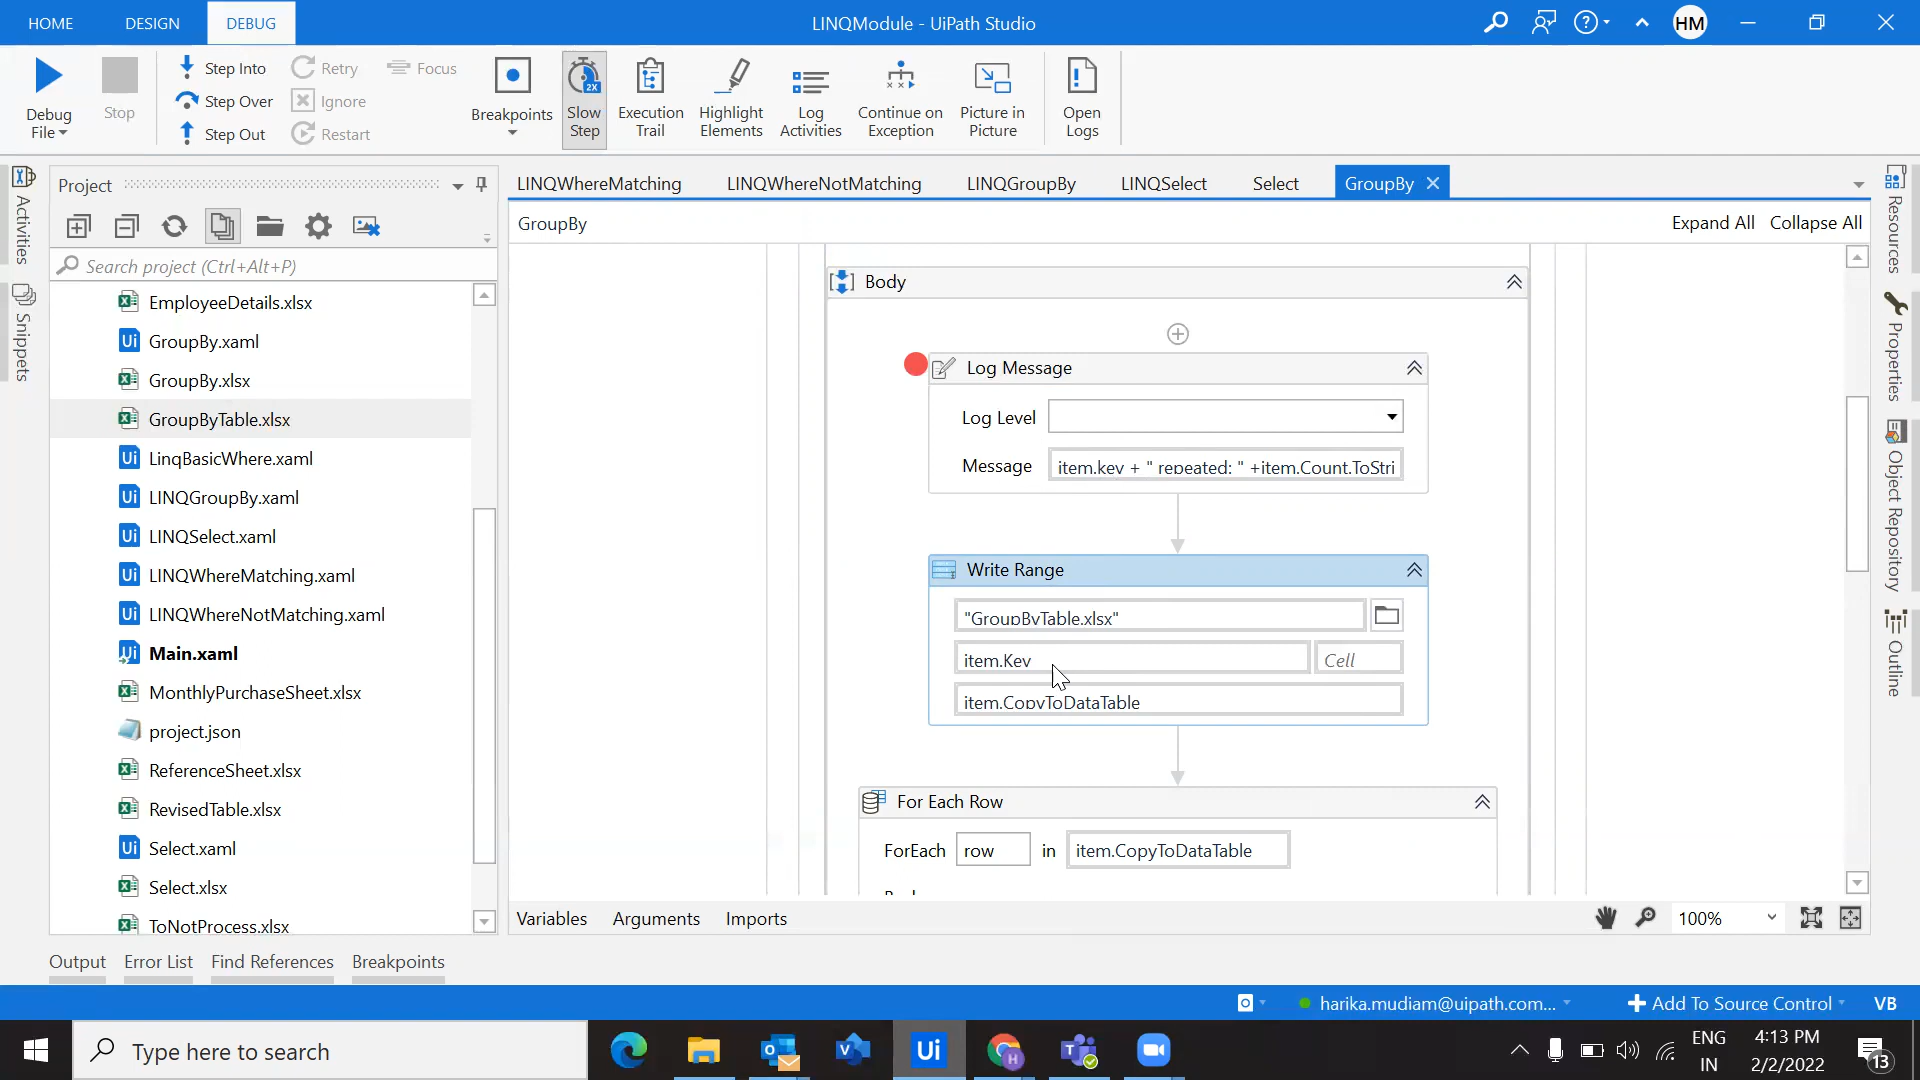 HOME DESIGN DEBUG LINQModule - UiPath Studio HM
Debug File Stop
Step Into Retry Focus
Step Over Ignore
Step Out Restart
Breakpoints Slow Step 2X Execution Trail Highlight Elements Log Activities Continue on Exception Picture in Picture Open Logs
Activities
Snippets
Project
Search project (Ctrl+Alt+P)
EmployeeDetails.xlsx
GroupBy.xaml
GroupBy.xlsx
GroupByTable.xlsx
LinqBasicWhere.xaml
LINQGroupBy.xaml
LINQSelect.xaml
LINQWhereMatching.xaml
LINQWhereNotMatching.xaml
Main.xaml
MonthlyPurchaseSheet.xlsx
project.json
ReferenceSheet.xlsx
RevisedTable.xlsx
Select.xaml
Select.xlsx
ToNotProcess.xlsx
LINQWhereMatching LINQWhereNotMatching LINQGroupBy LINQSelect Select GroupBy
GroupBy Expand All Collapse All
Body
Log Message
Log Level
Message item.key + " repeated: " +item.Count.ToStri
Write Range
"GroupByTable.xlsx"
item.Key Cell
item.CopyToDataTable
For Each Row
ForEach row in item.CopyToDataTable
Body
Variables Arguments Imports 100%
Resources
Properties
Object Repository
Outline
Output Error List Find References Breakpoints
harika.mudiam@uipath.com... Add To Source Control VB
Type here to search
ENG IN
4:13 PM
2/2/2022
13